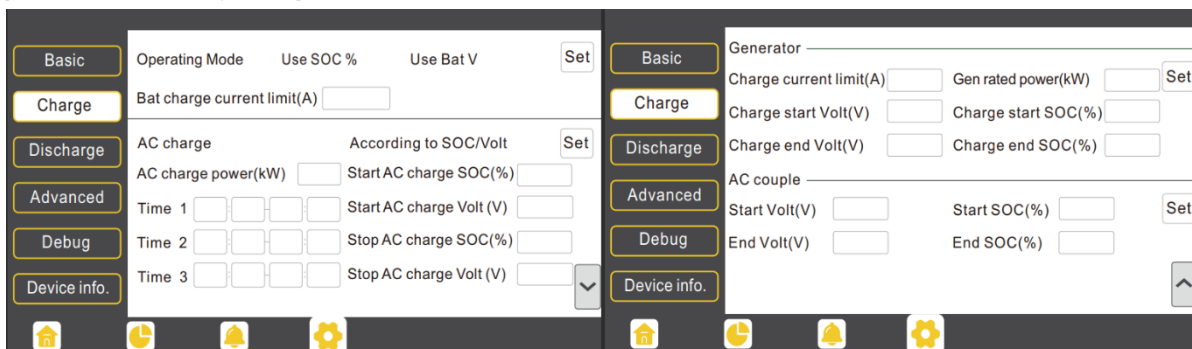 Basic
Charge
Discharge
Advanced
Debug
Device info.
Operating Mode Use SOC % Use Bat V Set
Bat charge current limit(A)
AC charge According to SOC/Volt Set
AC charge power(kW) Start AC charge SOC(%)
Time 1 : - : Start AC charge Volt (V)
Time 2 : - : Stop AC charge SOC(%)
Time 3 : - : Stop AC charge Volt (V)
Basic
Charge
Discharge
Advanced
Debug
Device info.
Generator
Charge current limit(A) Gen rated power(kW) Set
Charge start Volt(V) Charge start SOC(%)
Charge end Volt(V) Charge end SOC(%)
AC couple
Start Volt(V) Start SOC(%) Set
End Volt(V) End SOC(%)